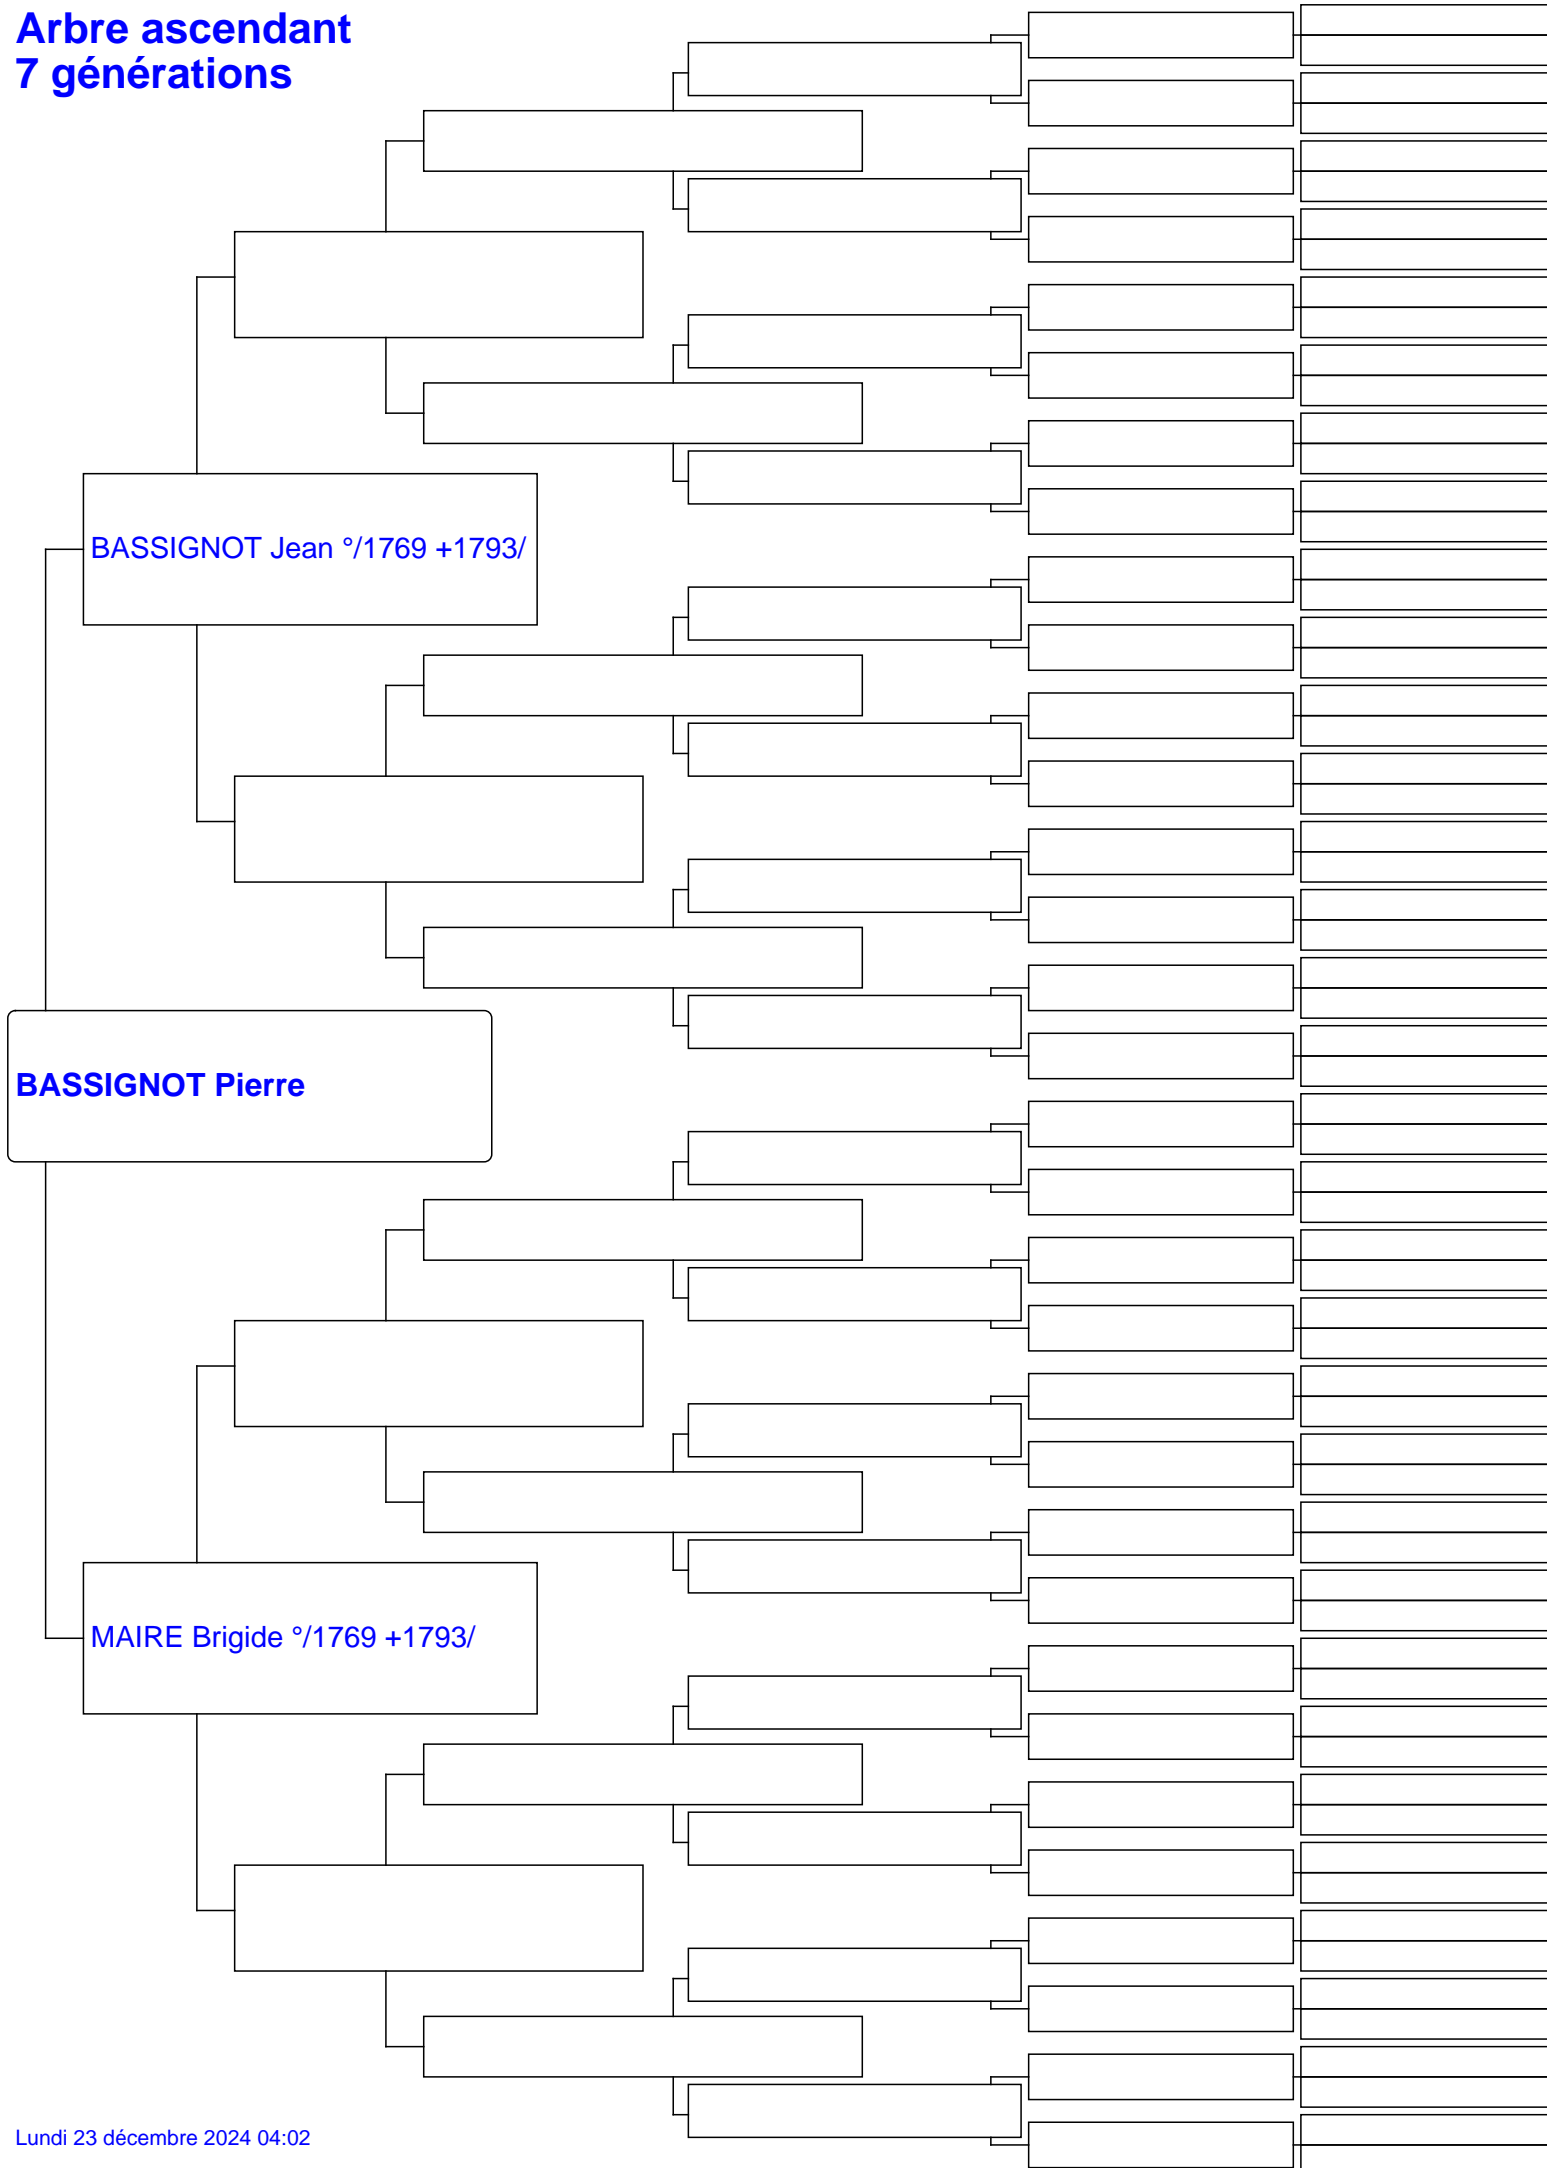 Arbre ascendant
7 générations
BASSIGNOT Jean °/1769 +1793/
BASSIGNOT Pierre
MAIRE Brigide °/1769 +1793/
Lundi 23 décembre 2024 04:02